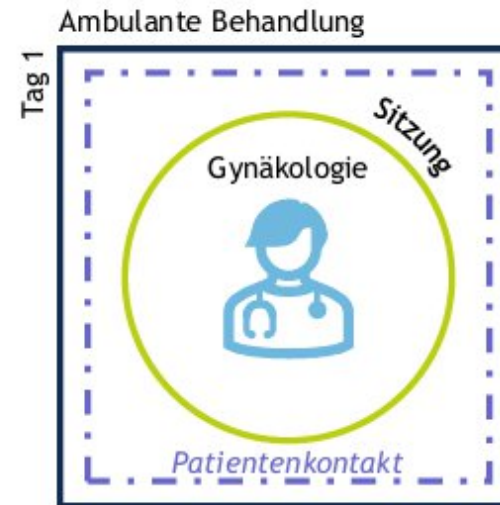 Ambulante Behandlung
Tag 1
Sitzung
Gynäkologie
Patientenkontakt